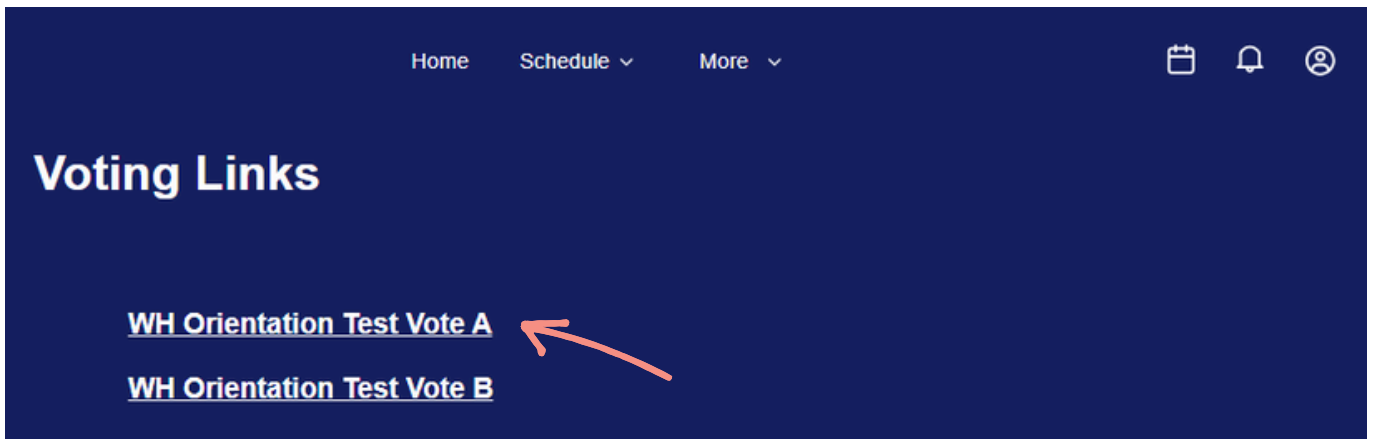 Home Schedule More
Voting Links
WH Orientation Test Vote A
WH Orientation Test Vote B